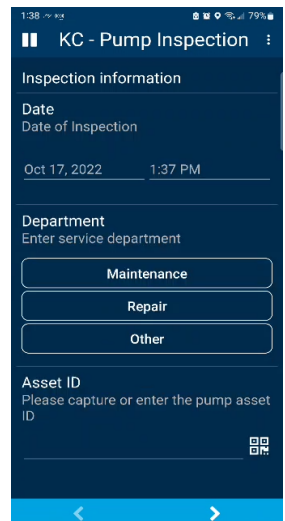 1:38
79%
KC - Pump Inspection
Inspection information
Date
Date of Inspection
Oct 17, 2022 1:37 PM
Department
Enter service department
Maintenance
Repair
Other
Asset ID
Please capture or enter the pump asset
ID